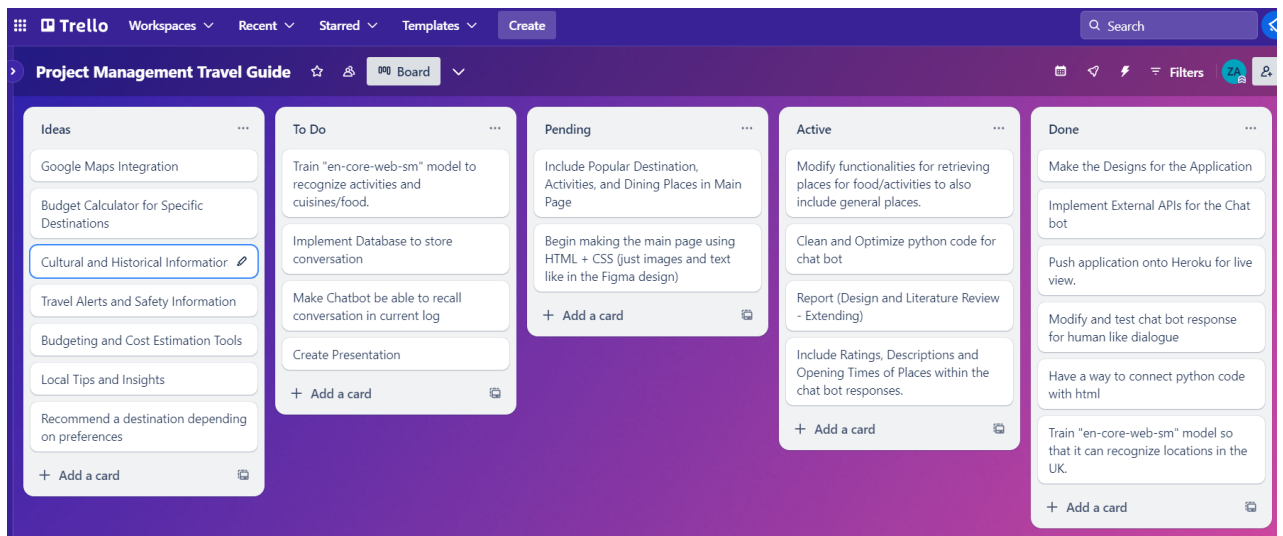 Trello Workspaces Recent Starred Templates Create Search
Project Management Travel Guide Board Filters ZA
Ideas
Google Maps Integration
Budget Calculator for Specific
Destinations
Cultural and Historical Information
Travel Alerts and Safety Information
Budgeting and Cost Estimation Tools
Local Tips and Insights
Recommend a destination depending
on preferences
+ Add a card
To Do
Train "en-core-web-sm" model to
recognize activities and
cuisines/food.
Implement Database to store
conversation
Make Chatbot be able to recall
conversation in current log
Create Presentation
+ Add a card
Pending
Include Popular Destination,
Activities, and Dining Places in Main
Page
Begin making the main page using
HTML + CSS (just images and text
like in the Figma design)
+ Add a card
Active
Modify functionalities for retrieving
places for food/activities to also
include general places.
Clean and Optimize python code for
chat bot
Report (Design and Literature Review
- Extending)
Include Ratings, Descriptions and
Opening Times of Places within the
chat bot responses.
+ Add a card
Done
Make the Designs for the Application
Implement External APIs for the Chat
bot
Push application onto Heroku for live
view.
Modify and test chat bot response
for human like dialogue
Have a way to connect python code
with html
Train "en-core-web-sm" model so
that it can recognize locations in the
UK.
+ Add a card